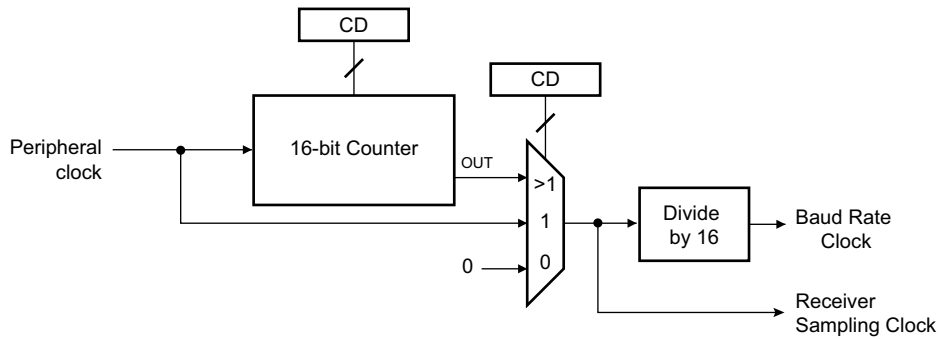 CD
CD
16-bit Counter
Peripheral
clock
OUT
>1
1
0
0
Divide
by 16
Baud Rate
Clock
Receiver
Sampling Clock